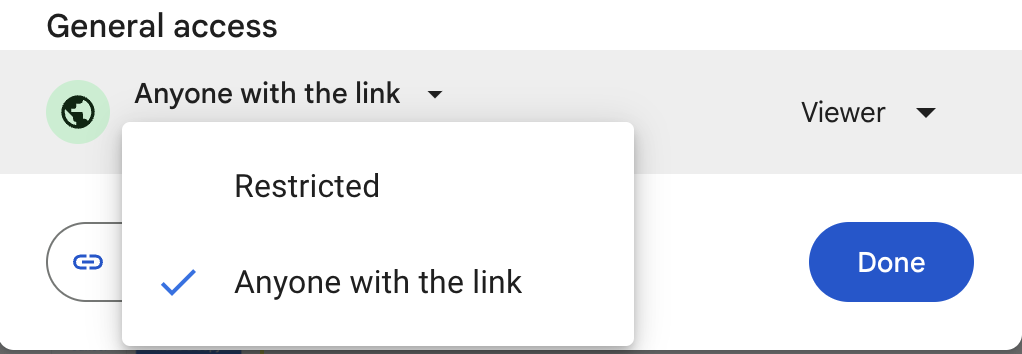 General access
Anyone with the link
Viewer
Restricted
Anyone with the link
Done